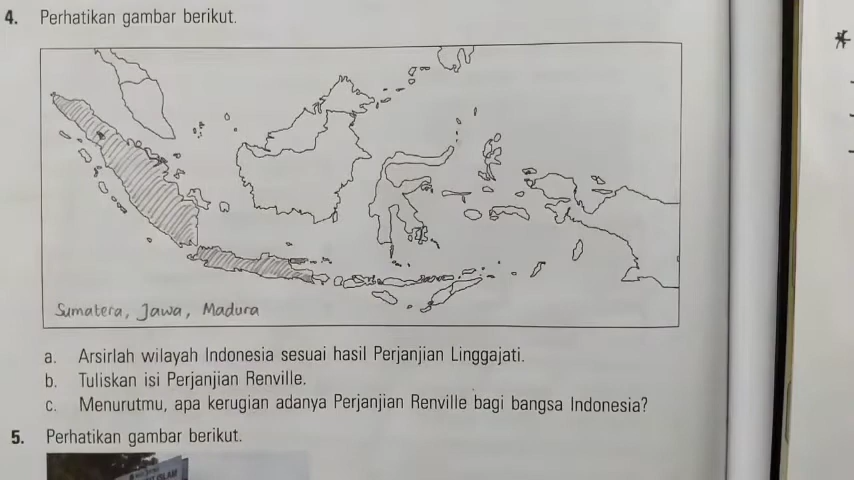 4. Perhatikan gambar berikut.
Sumatera, Jawa, Madura
a. Arsirlah wilayah Indonesia sesuai hasil Perjanjian Linggajati.
b. Tuliskan isi Perjanjian Renville.
c. Menurutmu, apa kerugian adanya Perjanjian Renville bagi bangsa Indonesia?
5. Perhatikan gambar berikut.